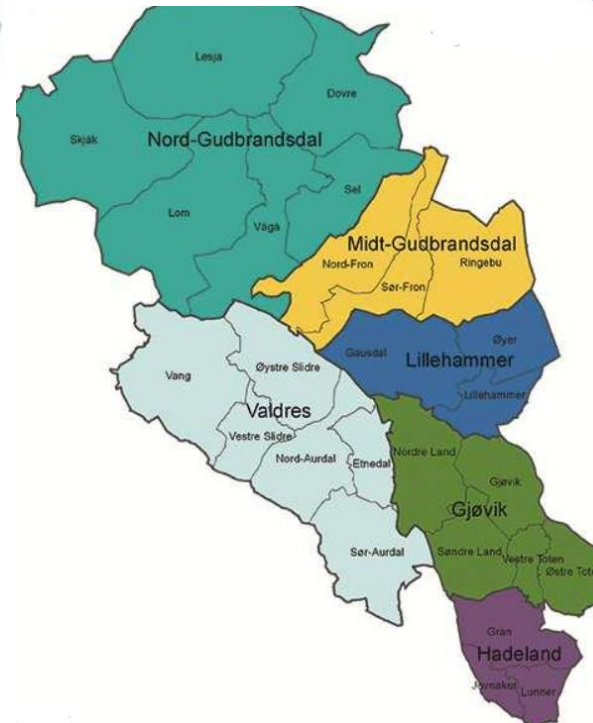 Lesja
Dovre
Skjåk
Nord-Gudbrandsdal
Sel
Lom
Vågå
Midt-Gudbrandsdal
Nord-Fron
Ringebu
Sør-Fron
Øyer
Gausdal
Lillehammer
Vang
Øystre Slidre
Lillehammer
Valdres
Vestre Slidre
Nordre Land
Nord-Aurdal
Etnedal
Gjøvik
Gjøvik
Sør-Aurdal
Søndre Land
Vestre Toten
Østre Tote
Gran
Hadeland
Jevnaker
Lunner